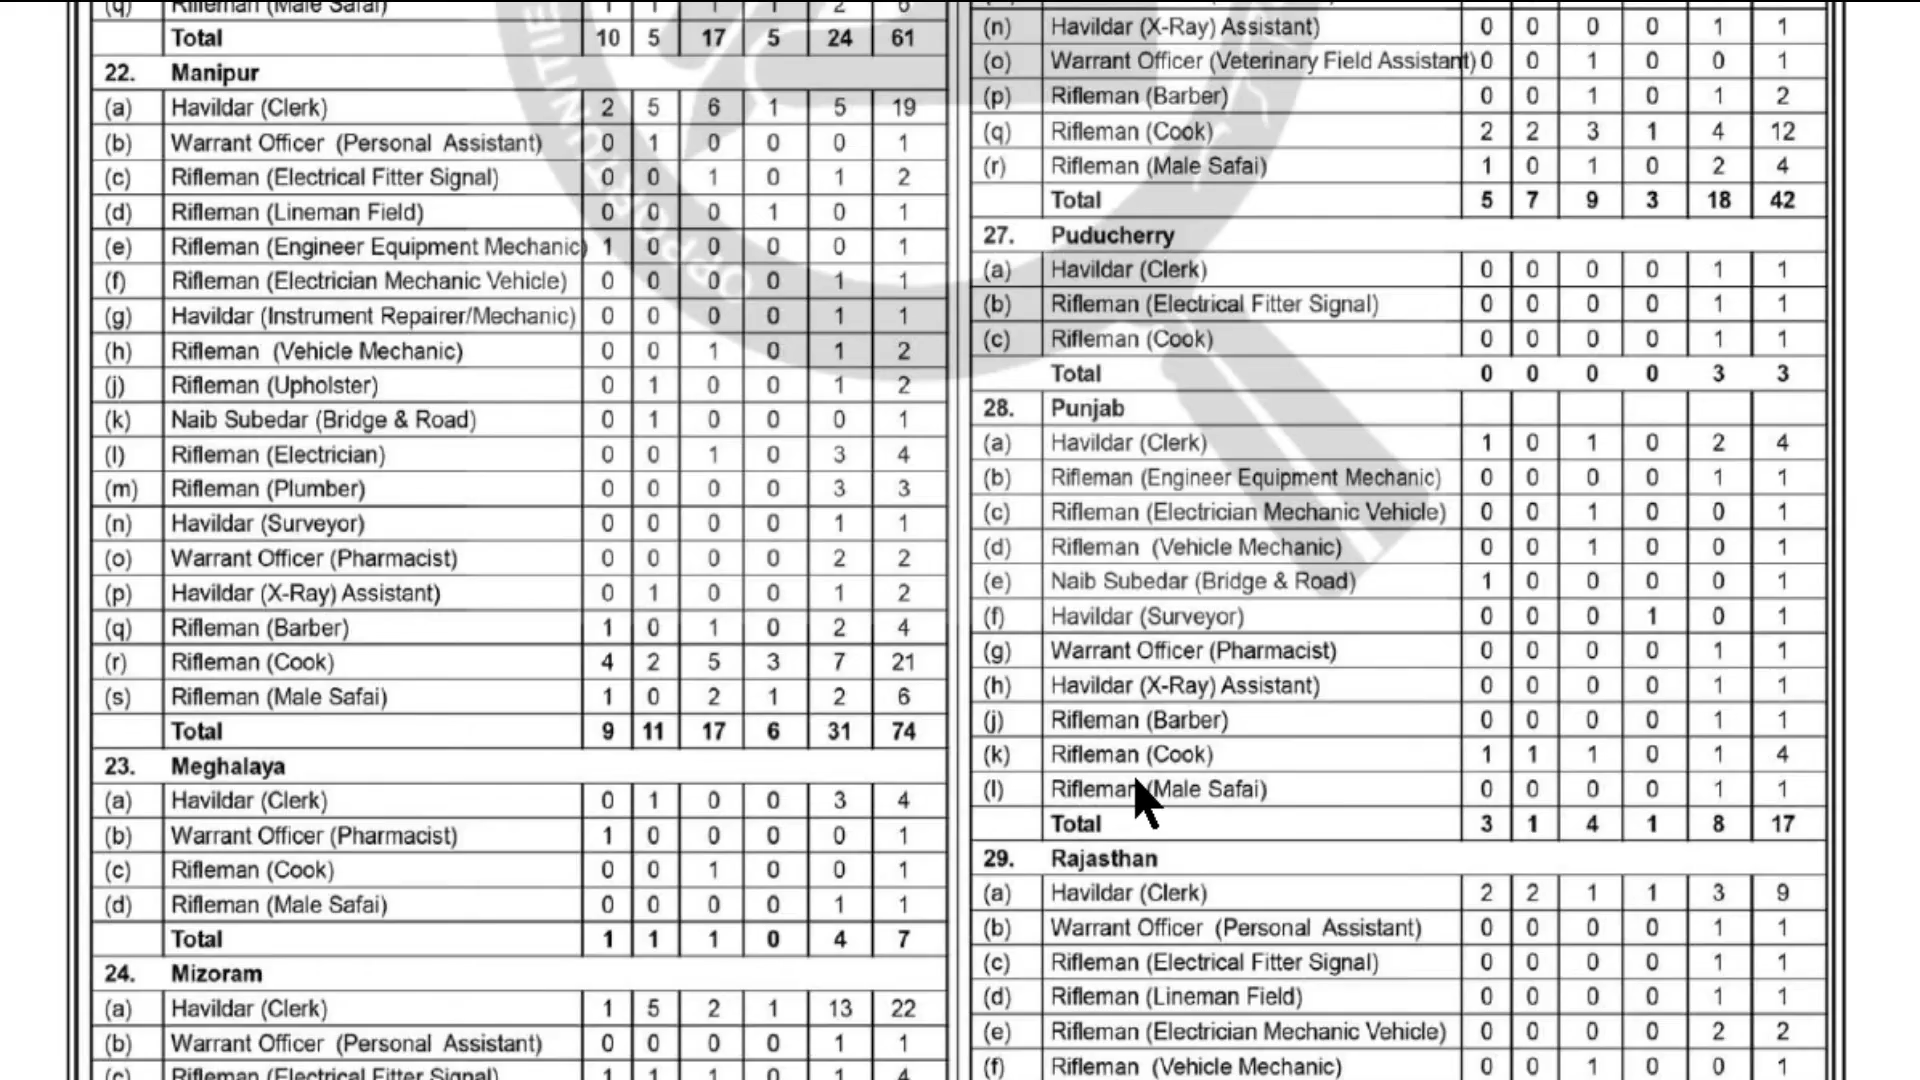 (q) Rifleman (Male Safai) 1 1 1 1 2 6
Total 10 5 17 5 24 61
22. Manipur
(a) Havildar (Clerk) 2 5 6 1 5 19
(b) Warrant Officer (Personal Assistant) 0 1 0 0 0 1
(c) Rifleman (Electrical Fitter Signal) 0 0 1 0 1 2
(d) Rifleman (Lineman Field) 0 0 0 1 0 1
(e) Rifleman (Engineer Equipment Mechanic) 1 0 0 0 0 1
(f) Rifleman (Electrician Mechanic Vehicle) 0 0 0 0 1 1
(g) Havildar (Instrument Repairer/Mechanic) 0 0 0 0 1 1
(h) Rifleman (Vehicle Mechanic) 0 0 1 0 1 2
(j) Rifleman (Upholster) 0 1 0 0 1 2
(k) Naib Subedar (Bridge & Road) 0 1 0 0 0 1
(l) Rifleman (Electrician) 0 0 1 0 3 4
(m) Rifleman (Plumber) 0 0 0 0 3 3
(n) Havildar (Surveyor) 0 0 0 0 1 1
(o) Warrant Officer (Pharmacist) 0 0 0 0 2 2
(p) Havildar (X-Ray) Assistant) 0 1 0 0 1 2
(q) Rifleman (Barber) 1 0 1 0 2 4
(r) Rifleman (Cook) 4 2 5 3 7 21
(s) Rifleman (Male Safai) 1 0 2 1 2 6
Total 9 11 17 6 31 74
23. Meghalaya
(a) Havildar (Clerk) 0 1 0 0 3 4
(b) Warrant Officer (Pharmacist) 1 0 0 0 0 1
(c) Rifleman (Cook) 0 0 1 0 0 1
(d) Rifleman (Male Safai) 0 0 0 0 1 1
Total 1 1 1 0 4 7
24. Mizoram
(a) Havildar (Clerk) 1 5 2 1 13 22
(b) Warrant Officer (Personal Assistant) 0 0 0 0 1 1
(c) Rifleman (Electrical Fitter Signal) 1 1 1 0 1 4
(n) Havildar (X-Ray) Assistant) 0 0 0 0 1 1
(o) Warrant Officer (Veterinary Field Assistant) 0 0 1 0 0 1
(p) Rifleman (Barber) 0 0 1 0 1 2
(q) Rifleman (Cook) 2 2 3 1 4 12
(r) Rifleman (Male Safai) 1 0 1 0 2 4
Total 5 7 9 3 18 42
27. Puducherry
(a) Havildar (Clerk) 0 0 0 0 1 1
(b) Rifleman (Electrical Fitter Signal) 0 0 0 0 1 1
(c) Rifleman (Cook) 0 0 0 0 1 1
Total 0 0 0 0 3 3
28. Punjab
(a) Havildar (Clerk) 1 0 1 0 2 4
(b) Rifleman (Engineer Equipment Mechanic) 0 0 0 0 1 1
(c) Rifleman (Electrician Mechanic Vehicle) 0 0 1 0 0 1
(d) Rifleman (Vehicle Mechanic) 0 0 1 0 0 1
(e) Naib Subedar (Bridge & Road) 1 0 0 0 0 1
(f) Havildar (Surveyor) 0 0 0 1 0 1
(g) Warrant Officer (Pharmacist) 0 0 0 0 1 1
(h) Havildar (X-Ray) Assistant) 0 0 0 0 1 1
(j) Rifleman (Barber) 0 0 0 0 1 1
(k) Rifleman (Cook) 1 1 1 0 1 4
(l) Rifleman (Male Safai) 0 0 0 0 1 1
Total 3 1 4 1 8 17
29. Rajasthan
(a) Havildar (Clerk) 2 2 1 1 3 9
(b) Warrant Officer (Personal Assistant) 0 0 0 0 1 1
(c) Rifleman (Electrical Fitter Signal) 0 0 0 0 1 1
(d) Rifleman (Lineman Field) 0 0 0 0 1 1
(e) Rifleman (Electrician Mechanic Vehicle) 0 0 0 0 2 2
(f) Rifleman (Vehicle Mechanic) 0 0 1 0 0 1